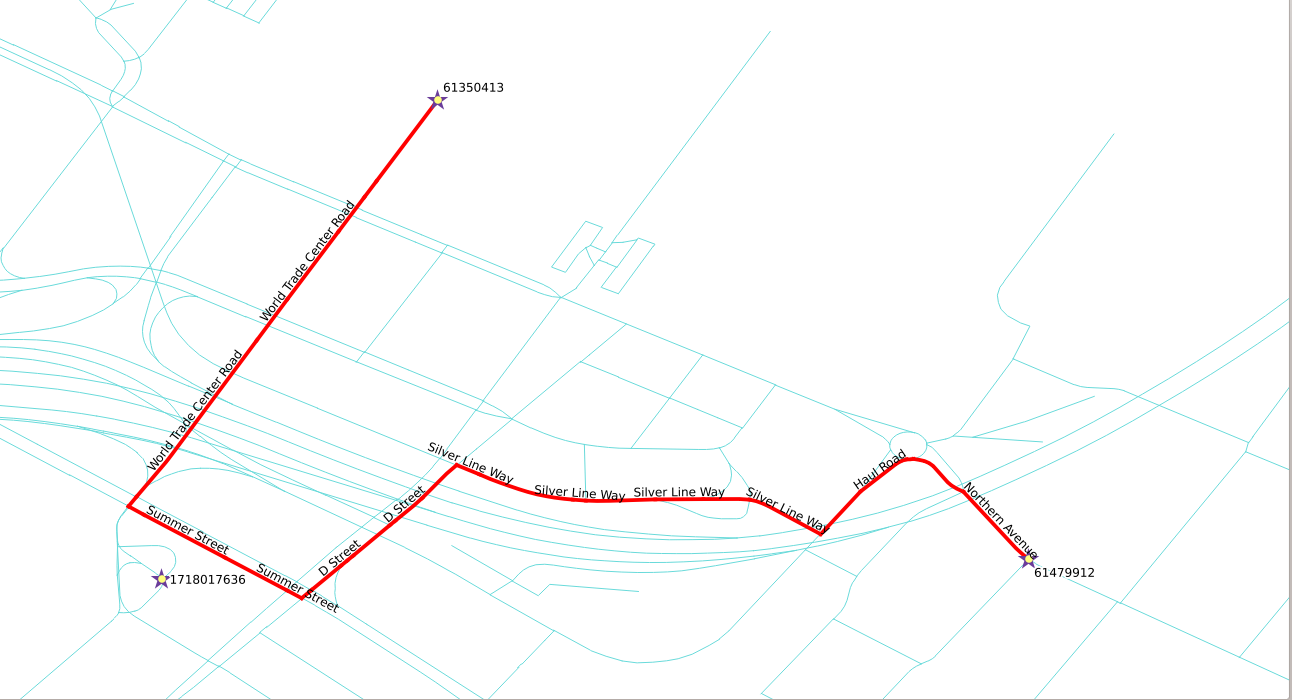 61350413
World Trade Center Road
World Trade Center Road
Silver Line Way
Silver Line Way
Silver Line Way
Silver Line Way
Haul Road
Northern Avenue
D Street
D Street
Summer Street
Summer Street
61479912
1718017636